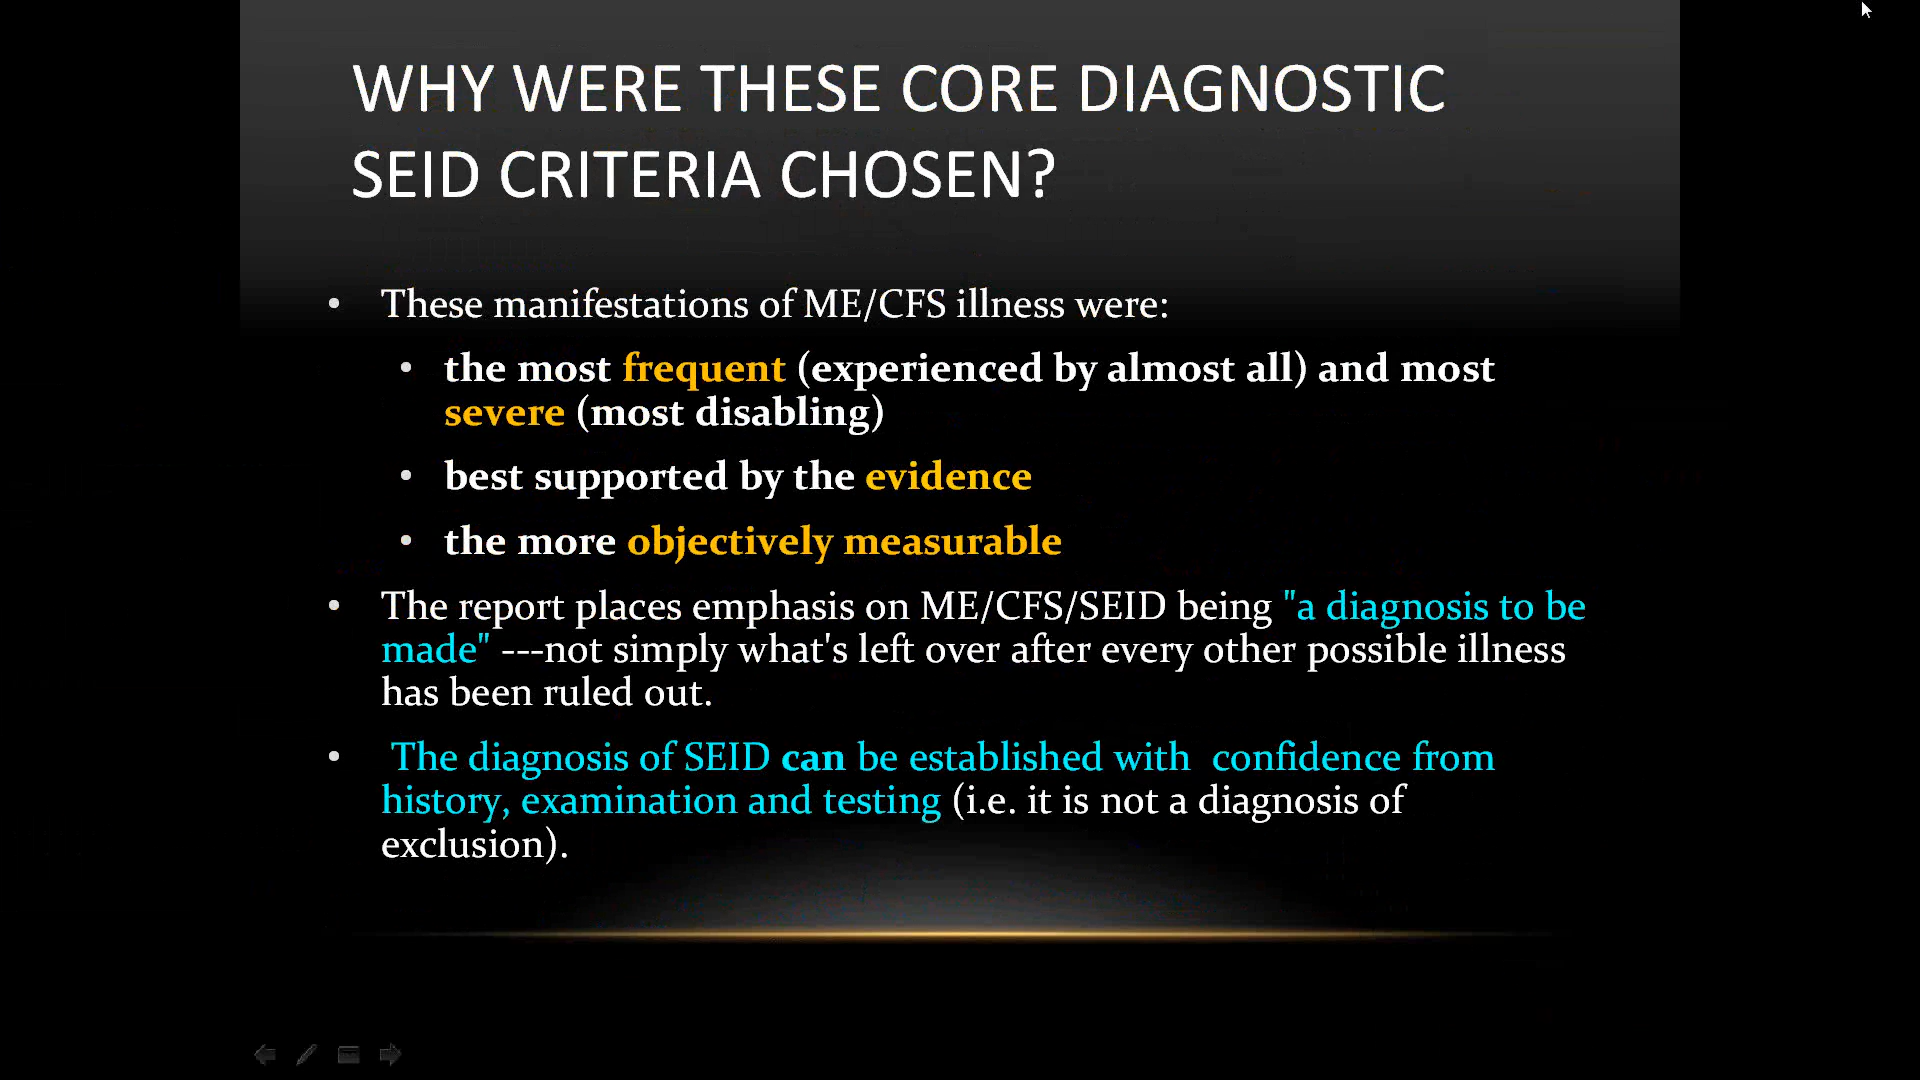 WHY WERE THESE CORE DIAGNOSTIC
SEID CRITERIA CHOSEN?
• These manifestations of ME/CFS illness were:
• the most frequent (experienced by almost all) and most
severe (most disabling)
• best supported by the evidence
• the more objectively measurable
• The report places emphasis on ME/CFS/SEID being "a diagnosis to be
made" ---not simply what's left over after every other possible illness
has been ruled out.
• The diagnosis of SEID can be established with  confidence from
history, examination and testing (i.e. it is not a diagnosis of
exclusion).